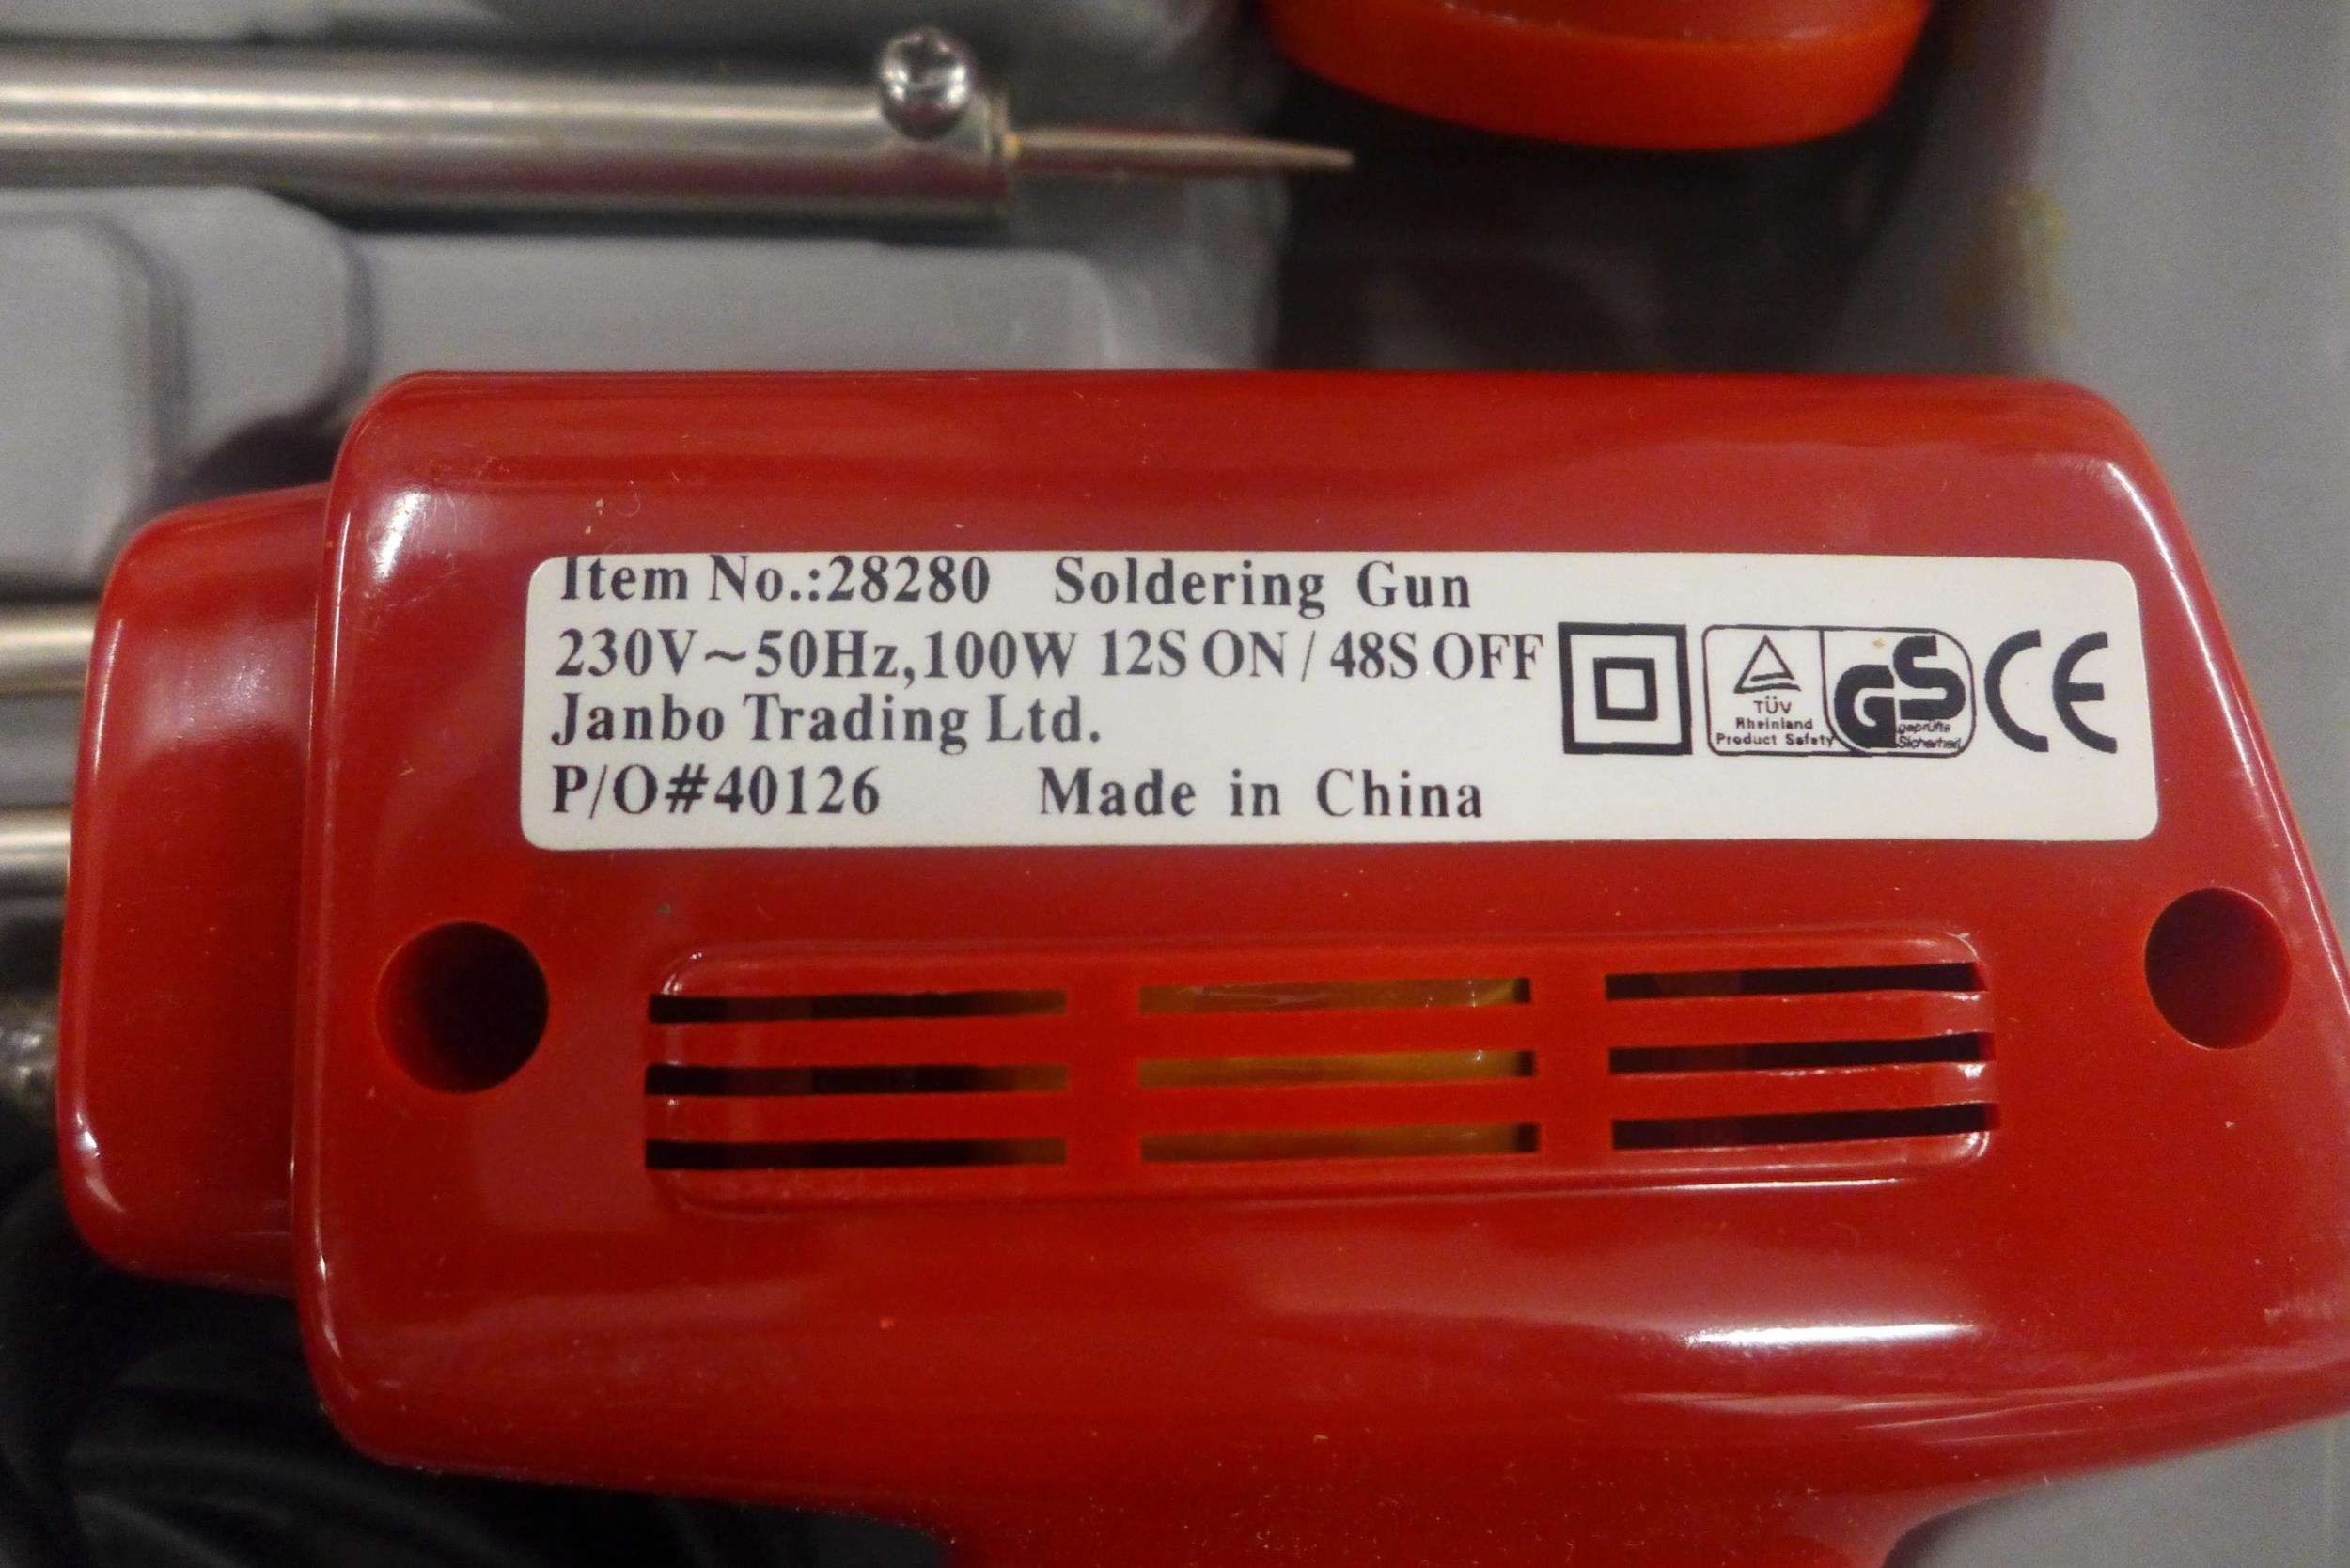 Item No.:28280 Soldering Gun
230V~50Hz,100W 12S ON / 48S OFF
Janbo Trading Ltd.
P/O#40126 Made in China
TÜV
Rheinland
Product Safety
GS
geprüfte
Sicherheit
CE